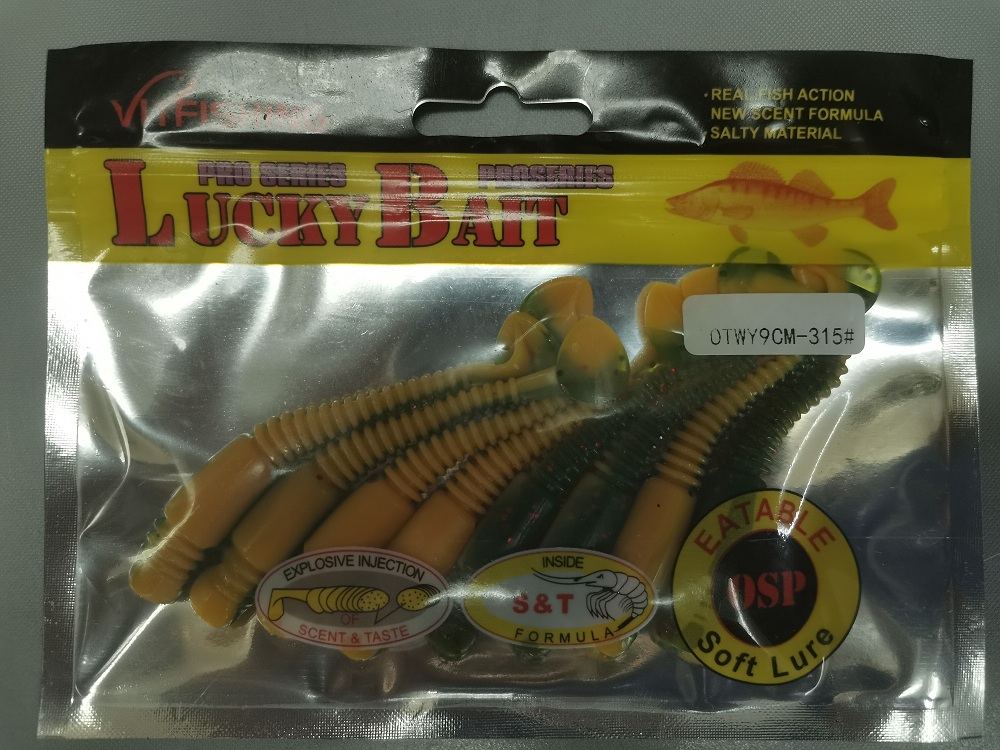 VITFISHING
REAL FISH ACTION
NEW SCENT FORMULA
SALTY MATERIAL
PRO SERIES PROSERIES
LUCKY BAIT
OTWY9CM-315#
EXPLOSIVE INJECTION
OF
SCENT & TASTE
INSIDE
S&T
FORMULA
EATABLE
OSP
Soft Lure